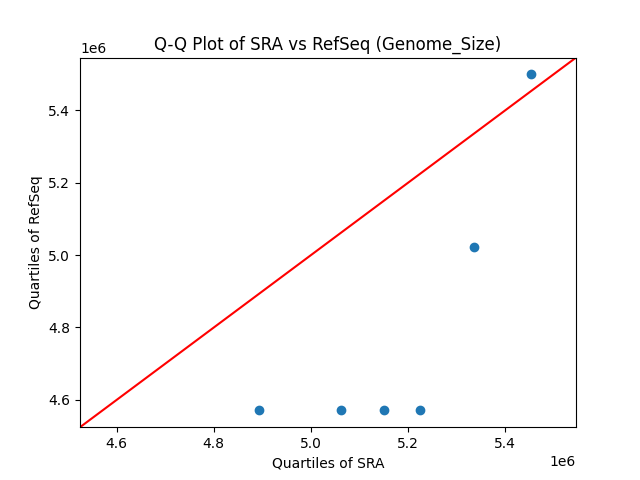 Q-Q Plot of SRA vs RefSeq (Genome_Size)
1e6
5.4
5.2
5.0
4.8
4.6
Quartiles of RefSeq
4.6 4.8 5.0 5.2 5.4
Quartiles of SRA
1e6